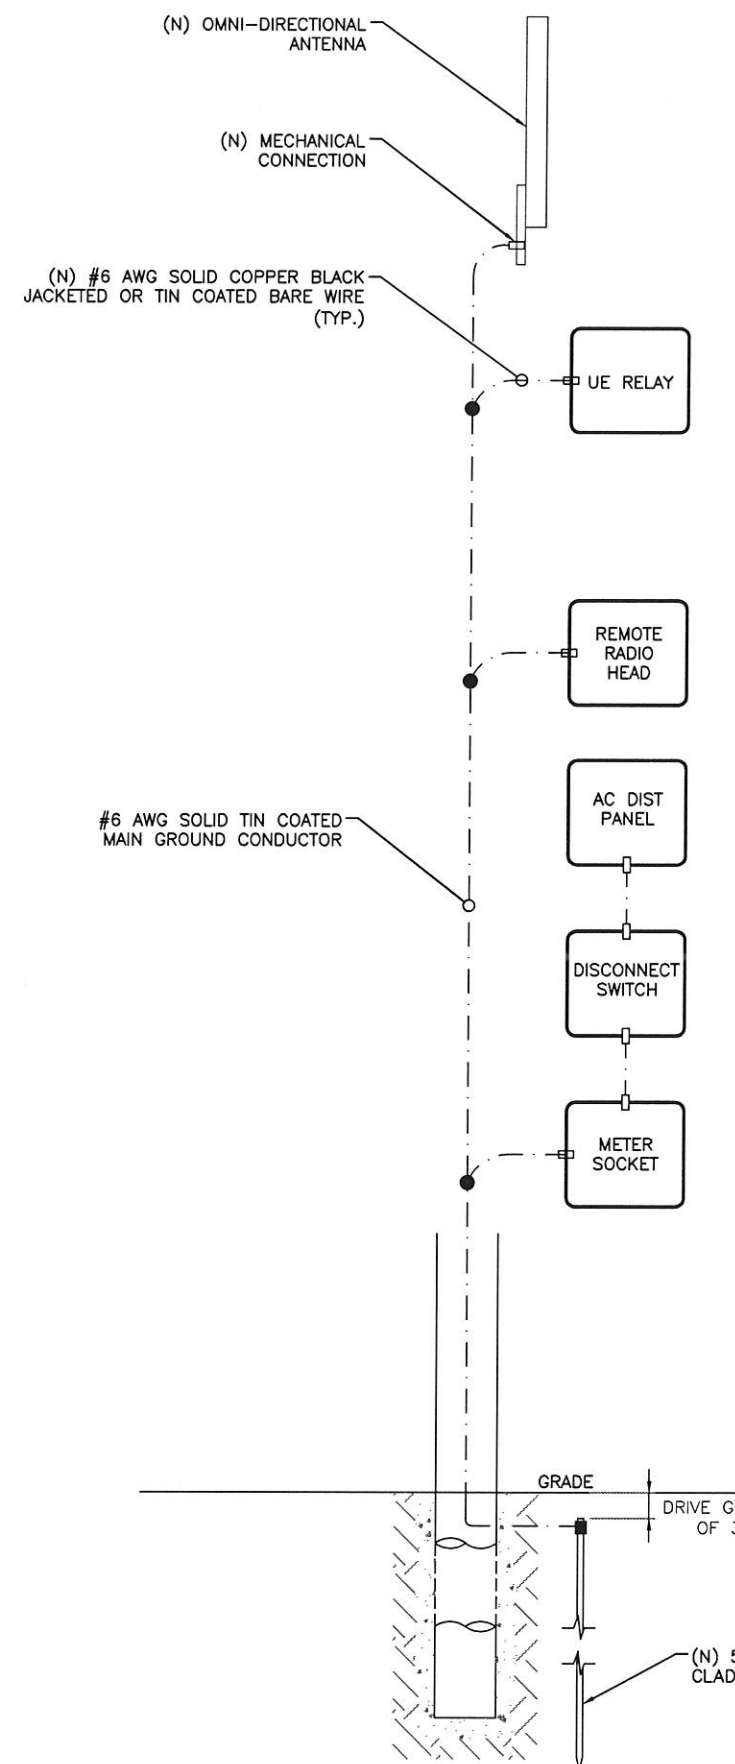 (N) OMNI-DIRECTIONAL
ANTENNA
(N) MECHANICAL
CONNECTION
(N) #6 AWG SOLID COPPER BLACK
JACKETED OR TIN COATED BARE WIRE
(TYP.)
UE RELAY
REMOTE
RADIO
HEAD
#6 AWG SOLID TIN COATED
MAIN GROUND CONDUCTOR
AC DIST
PANEL
DISCONNECT
SWITCH
METER
SOCKET
GRADE
DRIVE G
OF 
(N) 5
CLAD